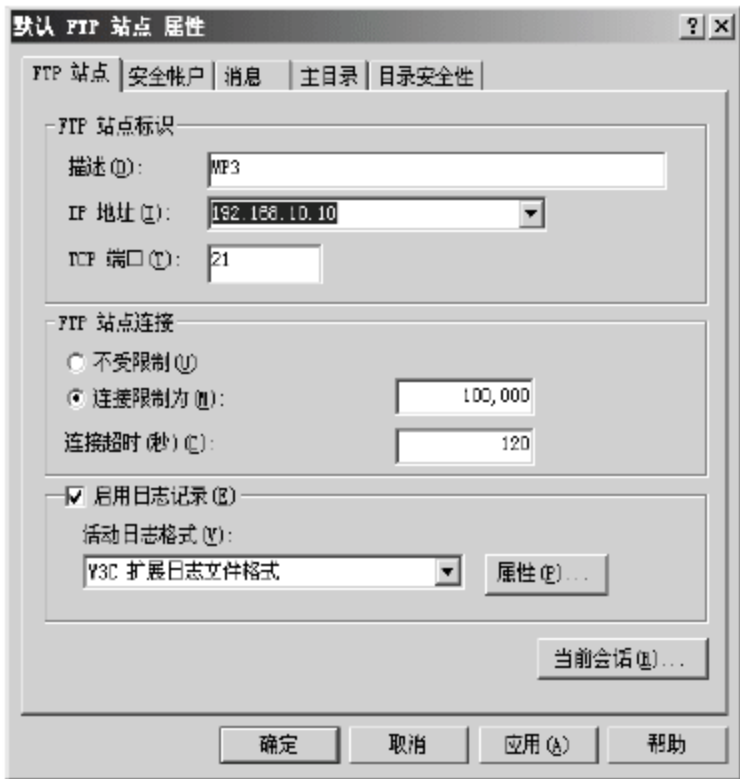 默认 FTP 站点 属性
FTP 站点 安全帐户 消息 主目录 目录安全性
FTP 站点标识
描述(D): MP3
IP 地址(I): 192.168.10.10
TCP 端口(T): 21
FTP 站点连接
不受限制(U)
连接限制为(M): 100,000
连接超时(秒)(C): 120
启用日志记录(E)
活动日志格式(V):
W3C 扩展日志文件格式
属性(P)...
当前会话(R)...
确定 取消 应用(A) 帮助